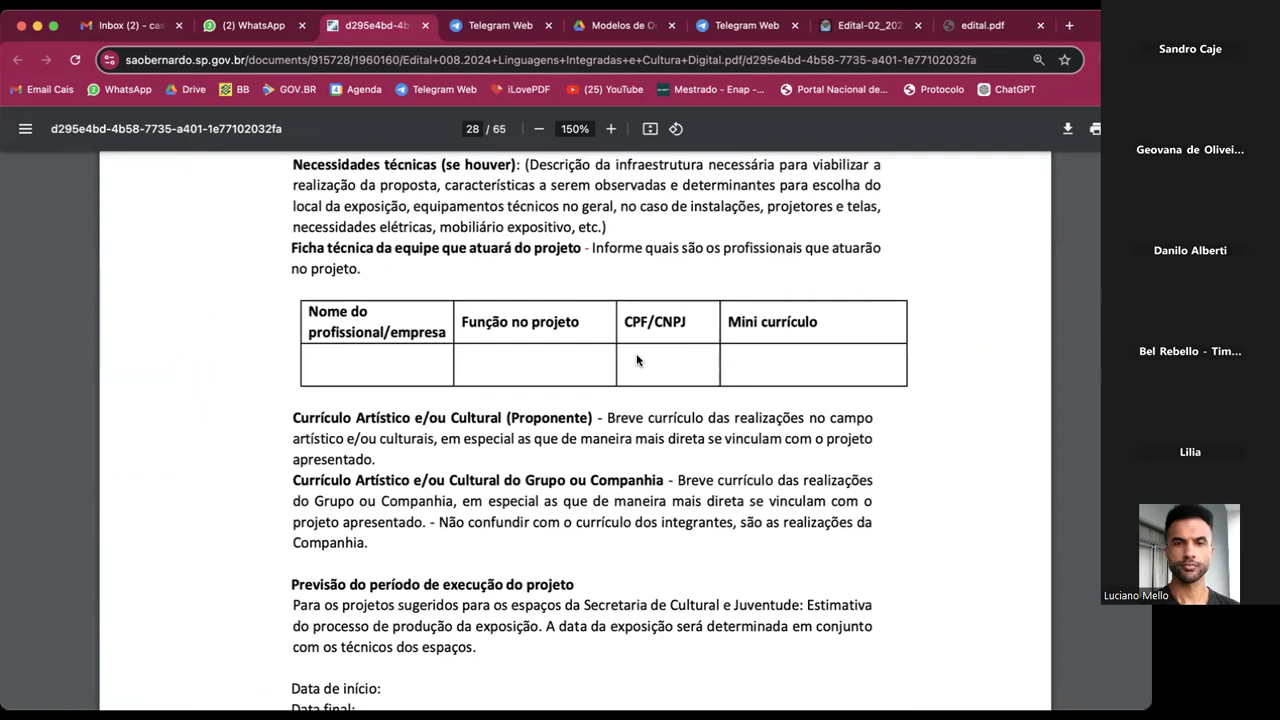 Inbox (2) - cas
(2) WhatsApp
d295e4bd-4b
Telegram Web
Modelos de O
Telegram Web
Edital-02_202
edital.pdf
saobernardo.sp.gov.br/documents/915728/1960160/Edital+008.2024+Linguagens+Integradas+e+Cultura+Digital.pdf/d295e4bd-4b58-7735-a401-1e77102032fa
Email Cais
WhatsApp
Drive
BB
GOV.BR
Agenda
Telegram Web
iLovePDF
(25) YouTube
Mestrado - Enap -...
Portal Nacional de...
Protocolo
ChatGPT
d295e4bd-4b58-7735-a401-1e77102032fa
28 / 65
150%
Necessidades técnicas (se houver): (Descrição da infraestrutura necessária para viabilizar a
realização da proposta, características a serem observadas e determinantes para escolha do
local da exposição, equipamentos técnicos no geral, no caso de instalações, projetores e telas,
necessidades elétricas, mobiliário expositivo, etc.)
Ficha técnica da equipe que atuará do projeto - Informe quais são os profissionais que atuarão
no projeto.
Nome do
profissional/empresa
Função no projeto
CPF/CNPJ
Mini currículo
Currículo Artístico e/ou Cultural (Proponente) - Breve currículo das realizações no campo
artístico e/ou culturais, em especial as que de maneira mais direta se vinculam com o projeto
apresentado.
Currículo Artístico e/ou Cultural do Grupo ou Companhia - Breve currículo das realizações
do Grupo ou Companhia, em especial as que de maneira mais direta se vinculam com o
projeto apresentado. - Não confundir com o currículo dos integrantes, são as realizações da
Companhia.
Previsão do período de execução do projeto
Para os projetos sugeridos para os espaços da Secretaria de Cultural e Juventude: Estimativa
do processo de produção da exposição. A data da exposição será determinada em conjunto
com os técnicos dos espaços.
Data de início:
Data final:
Sandro Caje
Geovana de Olivei...
Danilo Alberti
Bel Rebello - Tim...
Lilia
Luciano Mello